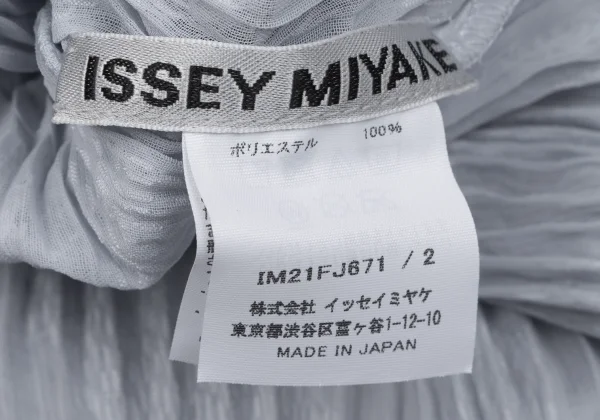 ISSEY MIYAKE
ポリエステル 100%
IM21FJ671 / 2
株式会社 イッセイミヤケ
東京都渋谷区富ヶ谷1-12-10
MADE IN JAPAN